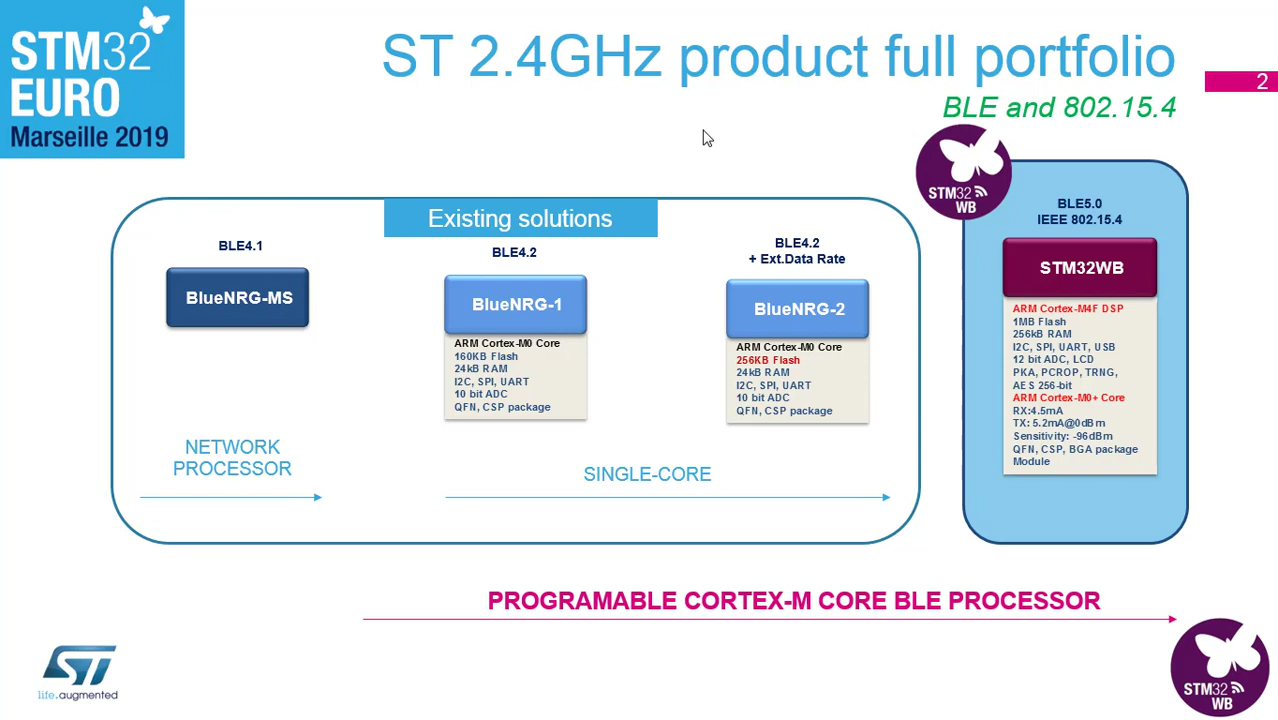 STM32
EURO
Marseille 2019
ST 2.4GHz product full portfolio
2
BLE and 802.15.4
STM32
WB
Existing solutions
BLE4.1
BlueNRG-MS
NETWORK
PROCESSOR
BLE4.2
BlueNRG-1
ARM Cortex-M0 Core
160KB Flash
24kB RAM
I2C, SPI, UART
10 bit ADC
QFN, CSP package
BLE4.2
+ Ext.Data Rate
BlueNRG-2
ARM Cortex-M0 Core
256KB Flash
24kB RAM
I2C, SPI, UART
10 bit ADC
QFN, CSP package
SINGLE-CORE
BLE5.0
IEEE 802.15.4
STM32WB
ARM Cortex-M4F DSP
1MB Flash
256kB RAM
I2C, SPI, UART, USB
12 bit ADC, LCD
PKA, PCROP, TRNG,
AES 256-bit
ARM Cortex-M0+ Core
RX:4.5mA
TX: 5.2mA@0dBm
Sensitivity: -96dBm
QFN, CSP, BGA package
Module
PROGRAMABLE CORTEX-M CORE BLE PROCESSOR
ST
life.augmented
STM32
WB